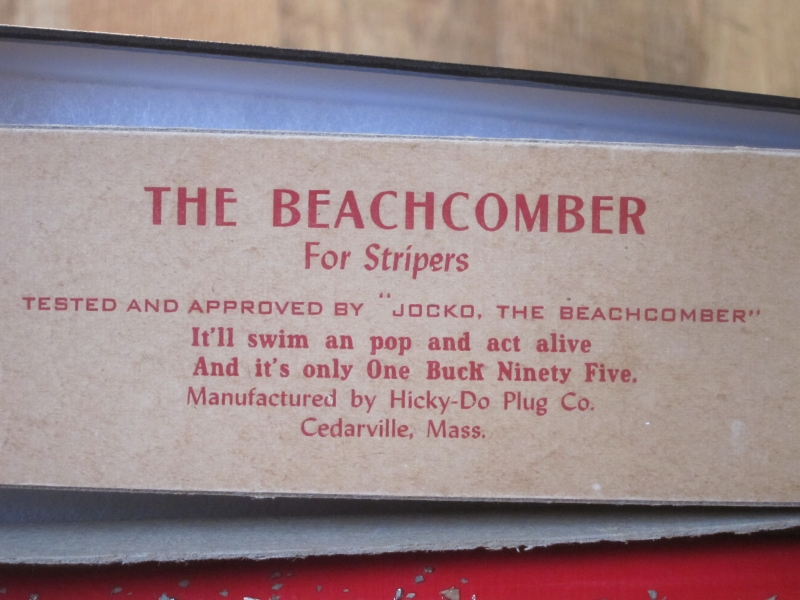 THE BEACHCOMBER
For Stripers
TESTED AND APPROVED BY "JOCKO, THE BEACHCOMBER"
It'll swim an pop and act alive
And it's only One Buck Ninety Five.
Manufactured by Hicky-Do Plug Co.
Cedarville, Mass.